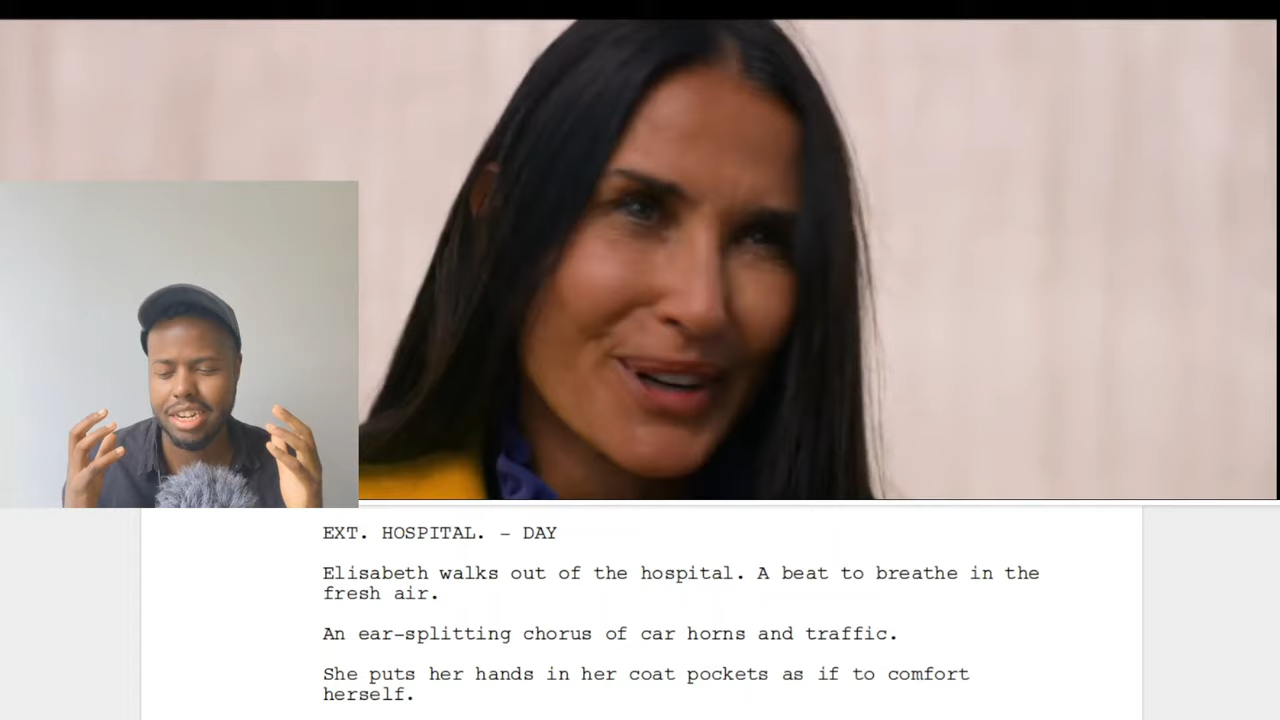 EXT. HOSPITAL. - DAY
Elisabeth walks out of the hospital. A beat to breathe in the
fresh air.
An ear-splitting chorus of car horns and traffic.
She puts her hands in her coat pockets as if to comfort
herself.